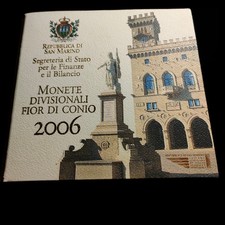 REPUBBLICA DI
SAN MARINO
Segreteria di Stato
per le Finanze
e il Bilancio
MONETE
DIVISIONALI
FIOR DI CONIO
2006